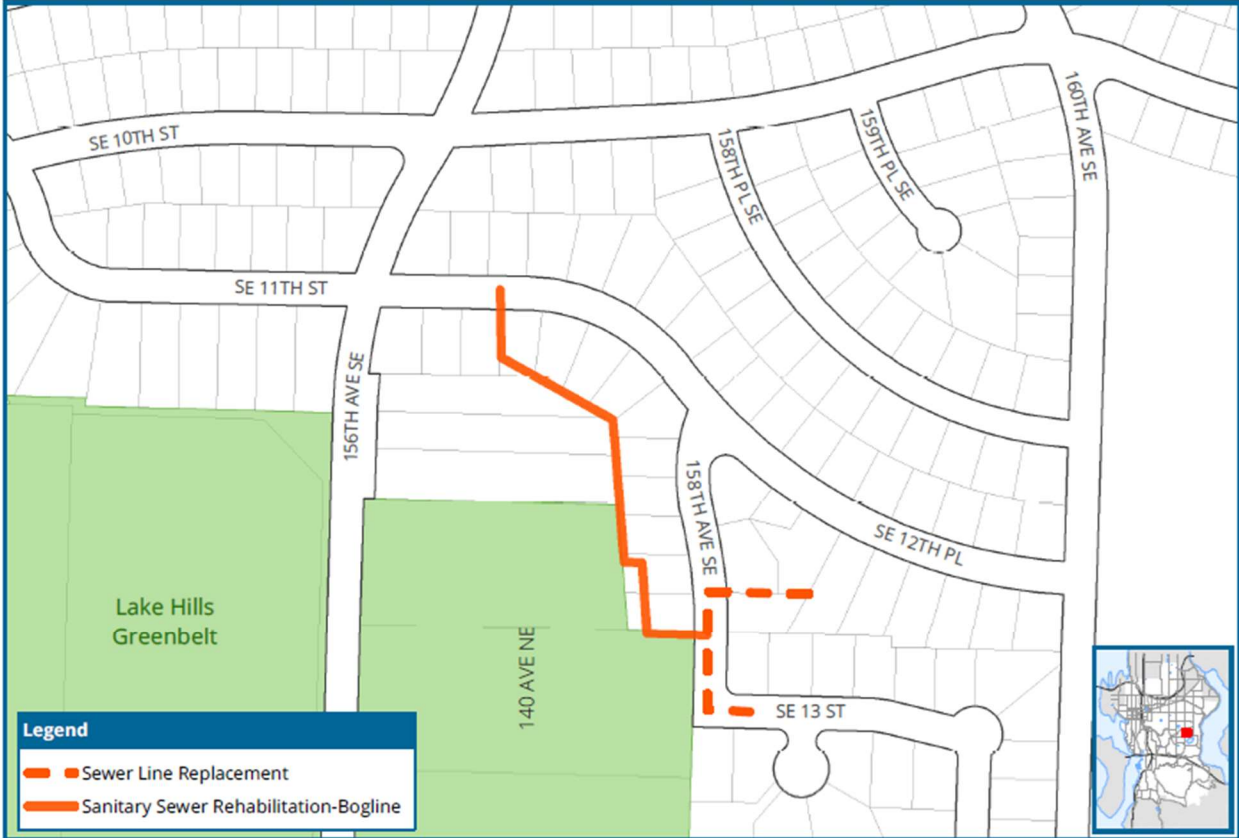 SE 10TH ST
158TH PL SE
159TH PL SE
160TH AVE SE
SE 11TH ST
156TH AVE SE
158TH AVE SE
SE 12TH PL
Lake Hills
Greenbelt
140 AVE NE
SE 13 ST
Legend
Sewer Line Replacement
Sanitary Sewer Rehabilitation-Bogline